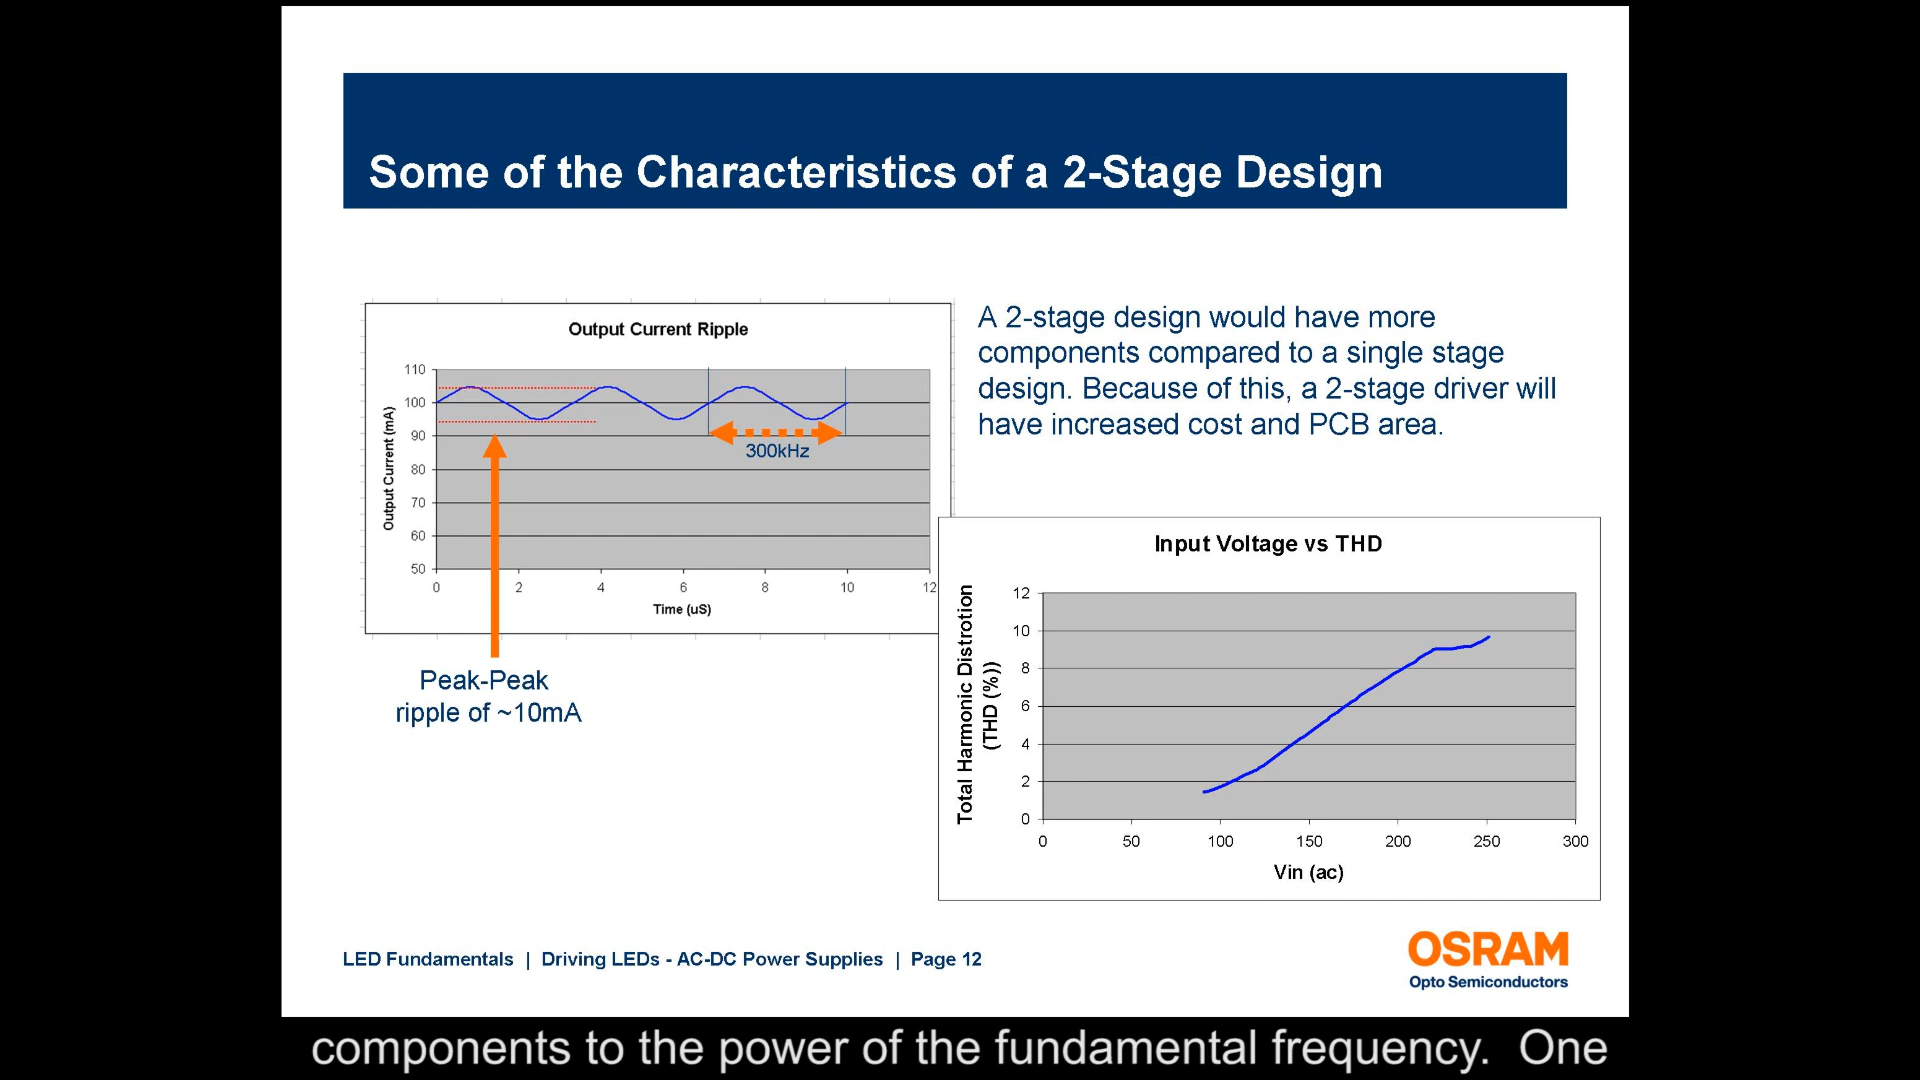 Some of the Characteristics of a 2-Stage Design
Output Current Ripple
110
100
90
80
70
60
50
Output Current (mA)
0 2 4 6 8 10 12
Time (uS)
300kHz
Peak-Peak
ripple of ~10mA
A 2-stage design would have more
components compared to a single stage
design. Because of this, a 2-stage driver will
have increased cost and PCB area.
Input Voltage vs THD
Total Harmonic Distrotion
(THD (%))
12
10
8
6
4
2
0
0 50 100 150 200 250 300
Vin (ac)
LED Fundamentals | Driving LEDs - AC-DC Power Supplies | Page 12
OSRAM
Opto Semiconductors
components to the power of the fundamental frequency. One